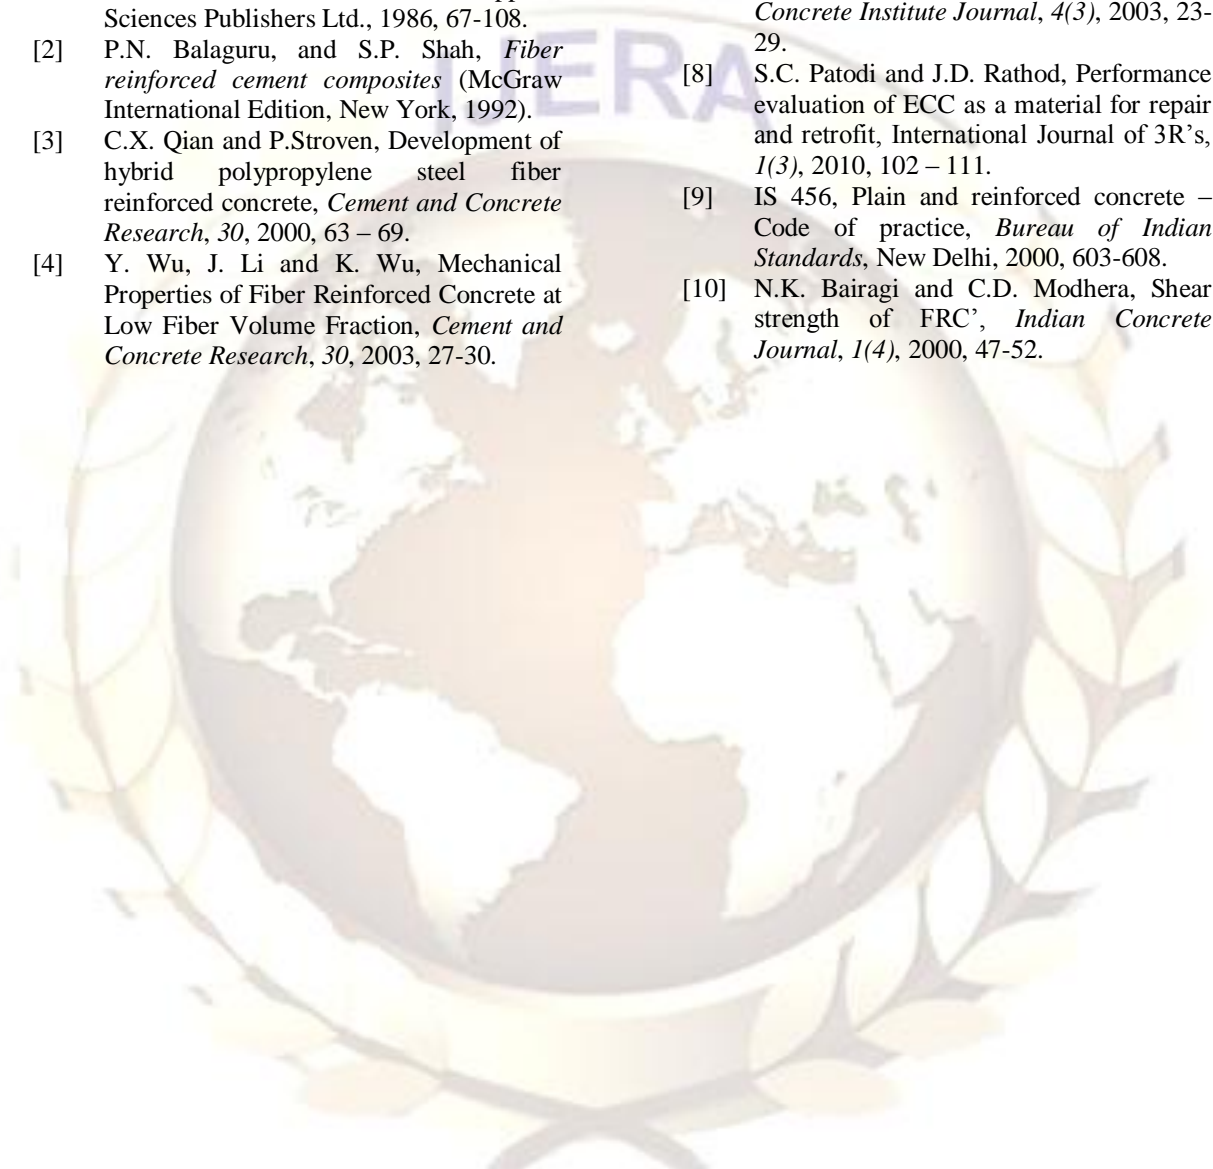 Sciences Publishers Ltd., 1986, 67-108.
[2] P.N. Balaguru, and S.P. Shah, Fiber
reinforced cement composites (McGraw
International Edition, New York, 1992).
[3] C.X. Qian and P.Stroven, Development of
hybrid polypropylene steel fiber
reinforced concrete, Cement and Concrete
Research, 30, 2000, 63 – 69.
[4] Y. Wu, J. Li and K. Wu, Mechanical
Properties of Fiber Reinforced Concrete at
Low Fiber Volume Fraction, Cement and
Concrete Research, 30, 2003, 27-30.
Concrete Institute Journal, 4(3), 2003, 23-
29.
[8] S.C. Patodi and J.D. Rathod, Performance
evaluation of ECC as a material for repair
and retrofit, International Journal of 3R’s,
1(3), 2010, 102 – 111.
[9] IS 456, Plain and reinforced concrete –
Code of practice, Bureau of Indian
Standards, New Delhi, 2000, 603-608.
[10] N.K. Bairagi and C.D. Modhera, Shear
strength of FRC’, Indian Concrete
Journal, 1(4), 2000, 47-52.
IJERA